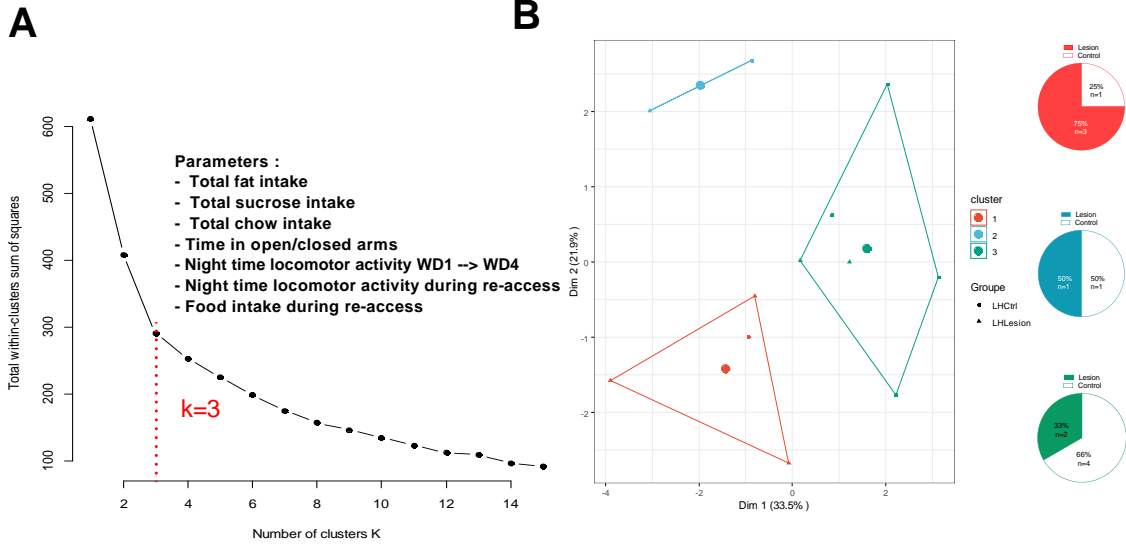 A
Total within-clusters sum of squares
600
500
400
300
200
100
Parameters :
- Total fat intake
- Total sucrose intake
- Total chow intake
- Time in open/closed arms
- Night time locomotor activity WD1 --> WD4
- Night time locomotor activity during re-access
- Food intake during re-access
k=3
2
4
6
8
10
12
14
Number of clusters K
B
Dim 2 (21.9% )
2
1
0
-1
-2
-4
-2
0
2
Dim 1 (33.5% )
cluster
1
2
3
Groupe
LHCtrl
LHLesion
Lesion
Control
25%
n=1
75%
n=3
Lesion
Control
50%
n=1
50%
n=1
Lesion
Control
33%
n=2
66%
n=4